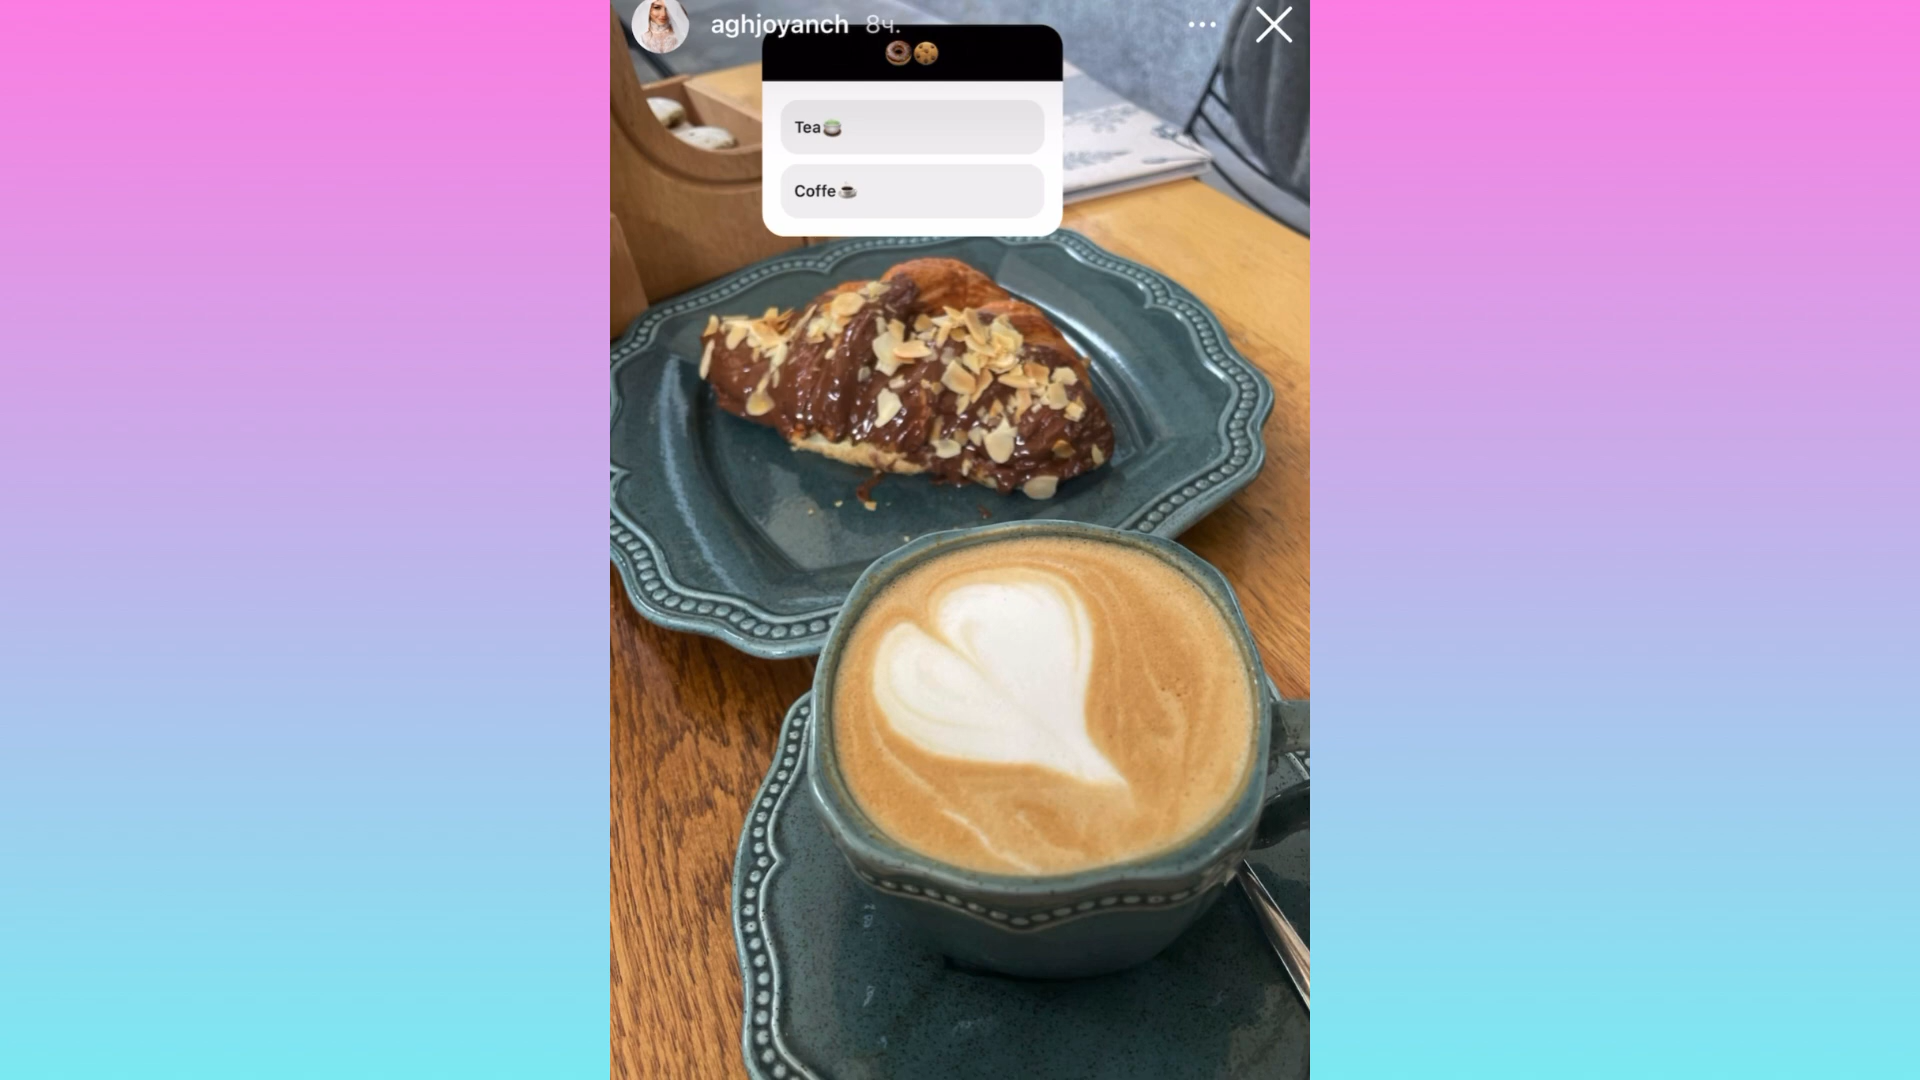 aghjoyanch 8ч.
🍩🍪
Tea🍵
Coffe☕